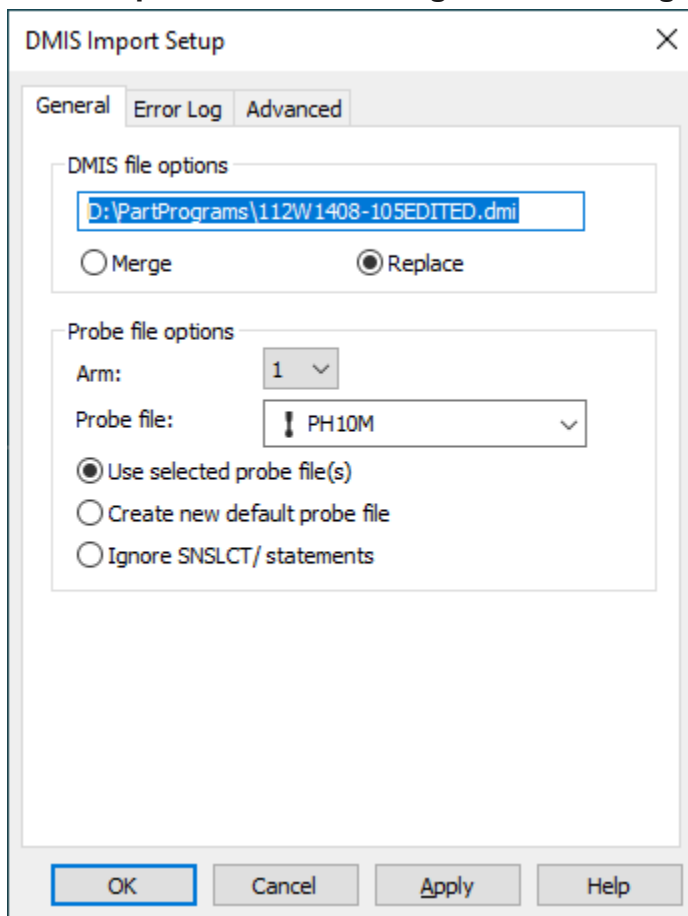 DMIS Import Setup
General Error Log Advanced
DMIS file options
D:\PartPrograms\112W1408-105EDITED.dmi
Merge Replace
Probe file options
Arm: 1
Probe file: PH10M
Use selected probe file(s)
Create new default probe file
Ignore SNSLCT/ statements
OK Cancel Apply Help